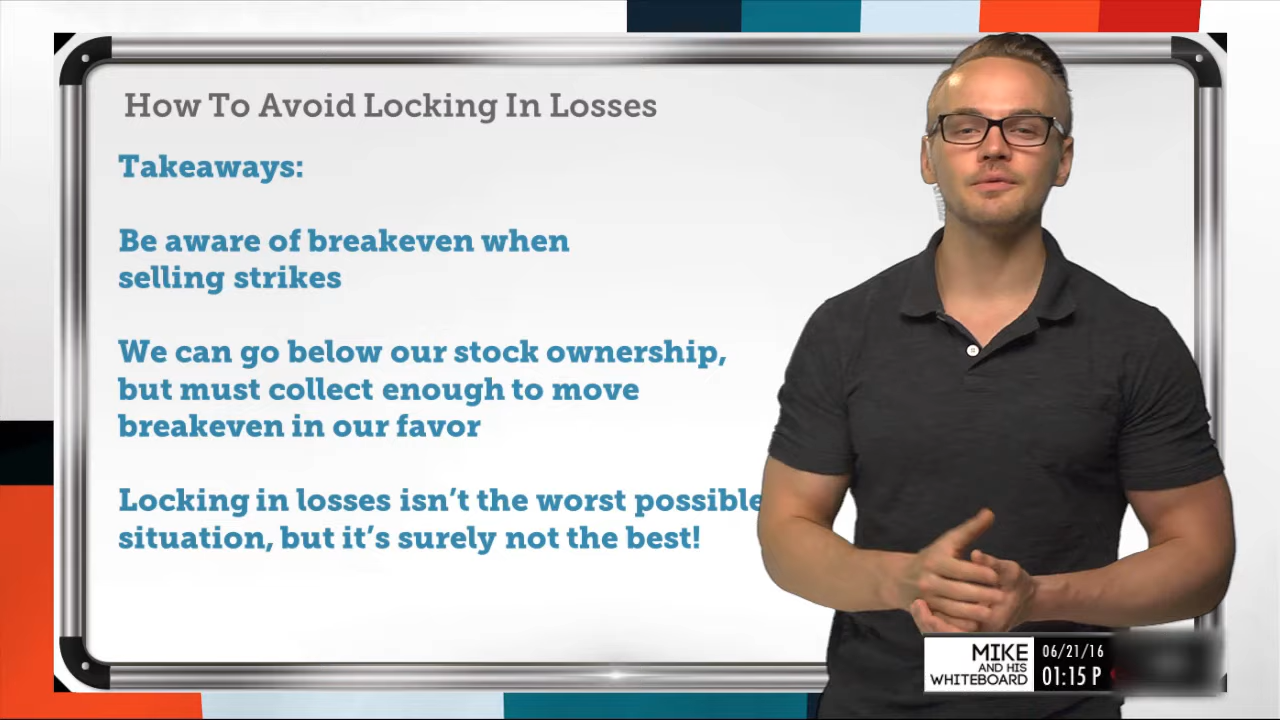 How To Avoid Locking In Losses
Takeaways:
Be aware of breakeven when
selling strikes
We can go below our stock ownership,
but must collect enough to move
breakeven in our favor
Locking in losses isn't the worst possible
situation, but it's surely not the best!
MIKE
AND HIS
WHITEBOARD
06/21/16
01:15 P